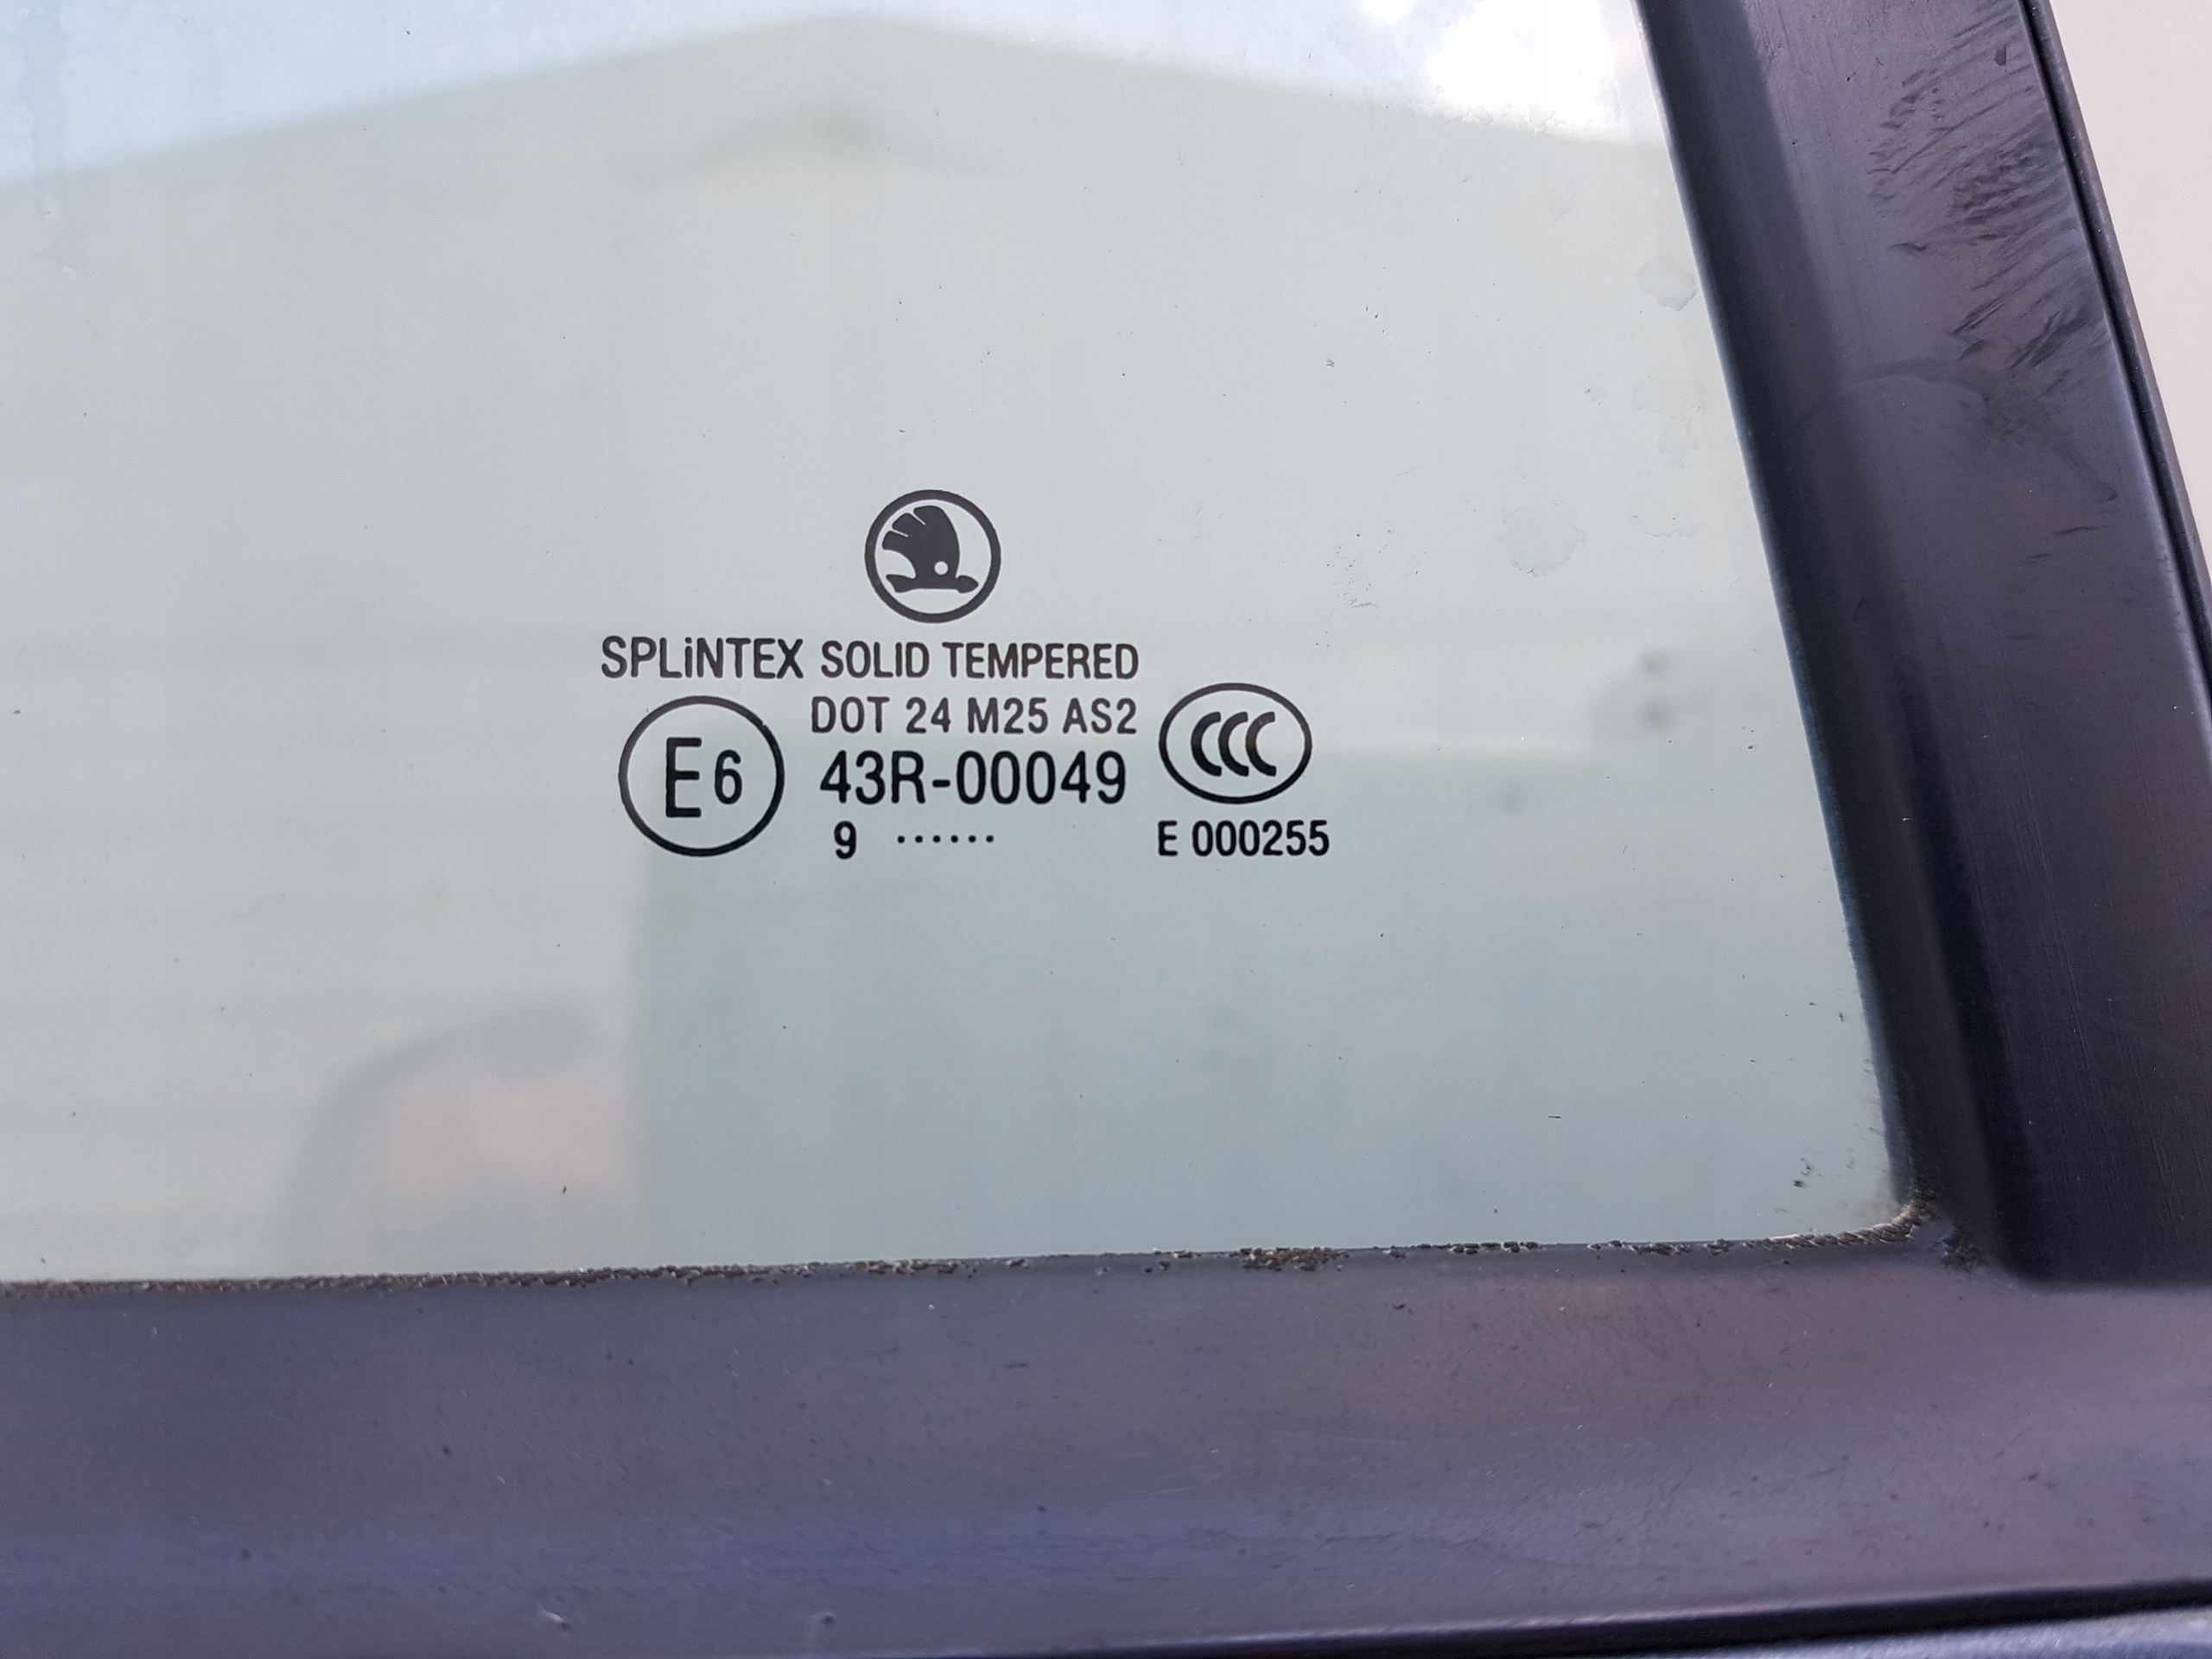 SPLiNTEX SOLID TEMPERED
DOT 24 M25 AS2
E6 43R-00049 CCC
9 ...... E 000255